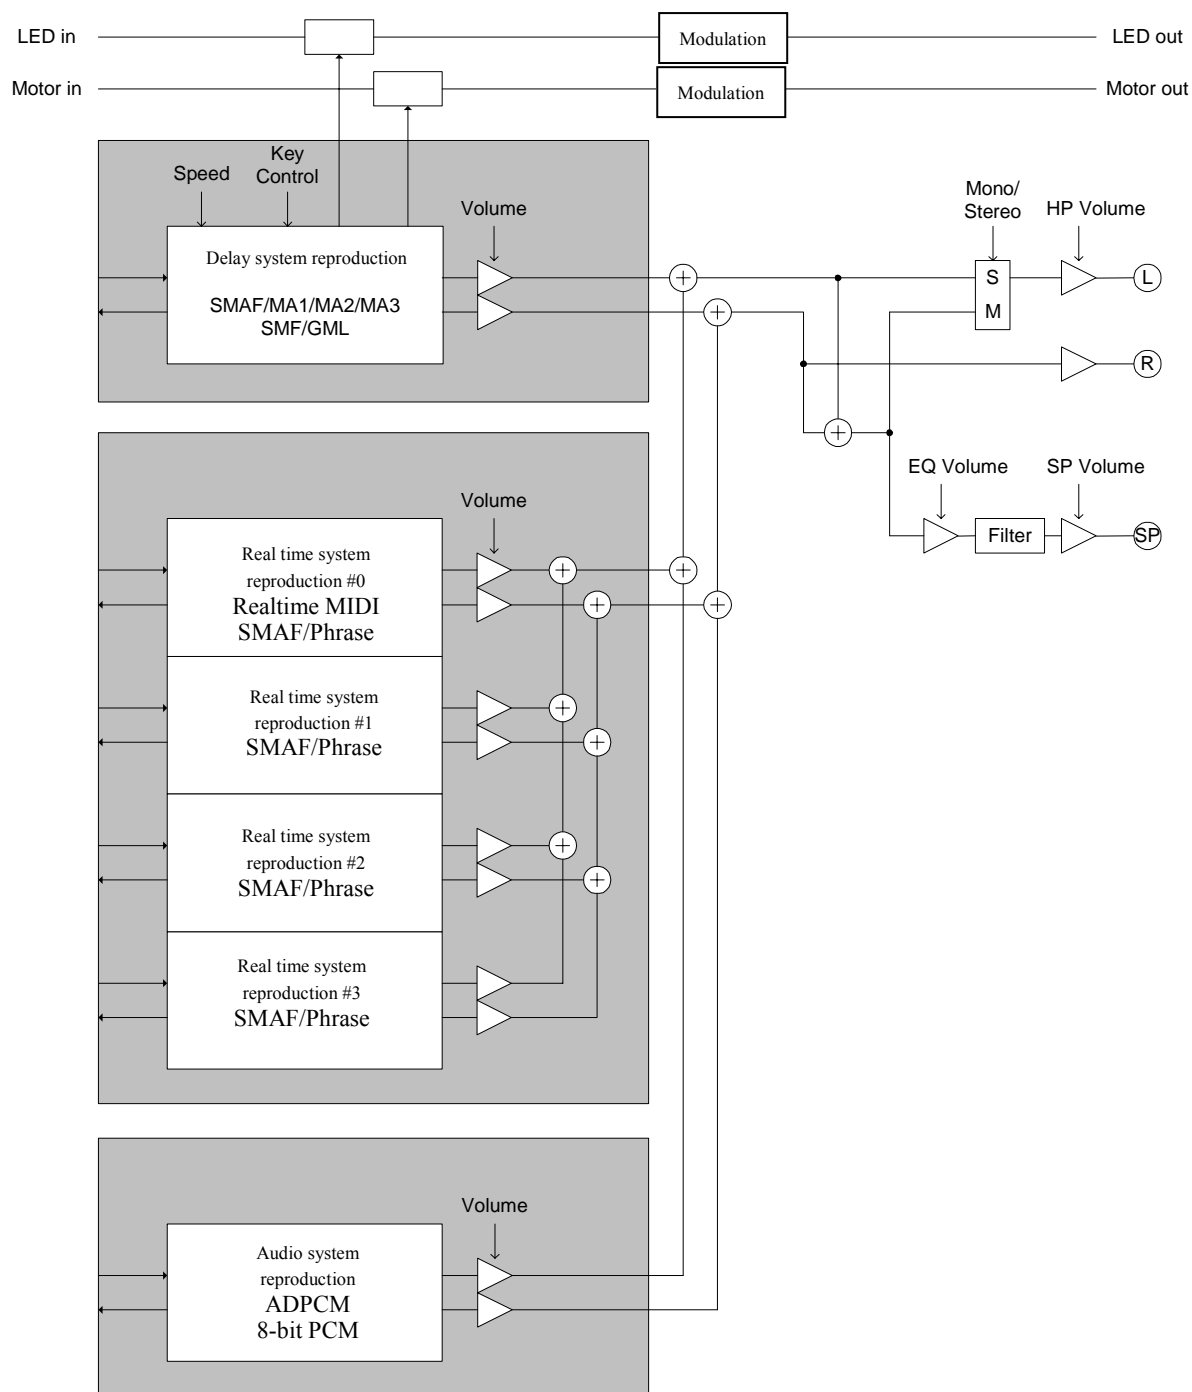 LED in
Modulation
LED out
Motor in
Modulation
Motor out
Speed
Key
Control
Volume
Mono/
Stereo
HP Volume
Delay system reproduction
SMAF/MA1/MA2/MA3
SMF/GML
S
M
L
R
EQ Volume
SP Volume
Filter
SP
Volume
Real time system
reproduction #0
Realtime MIDI
SMAF/Phrase
Real time system
reproduction #1
SMAF/Phrase
Real time system
reproduction #2
SMAF/Phrase
Real time system
reproduction #3
SMAF/Phrase
Volume
Audio system
reproduction
ADPCM
8-bit PCM